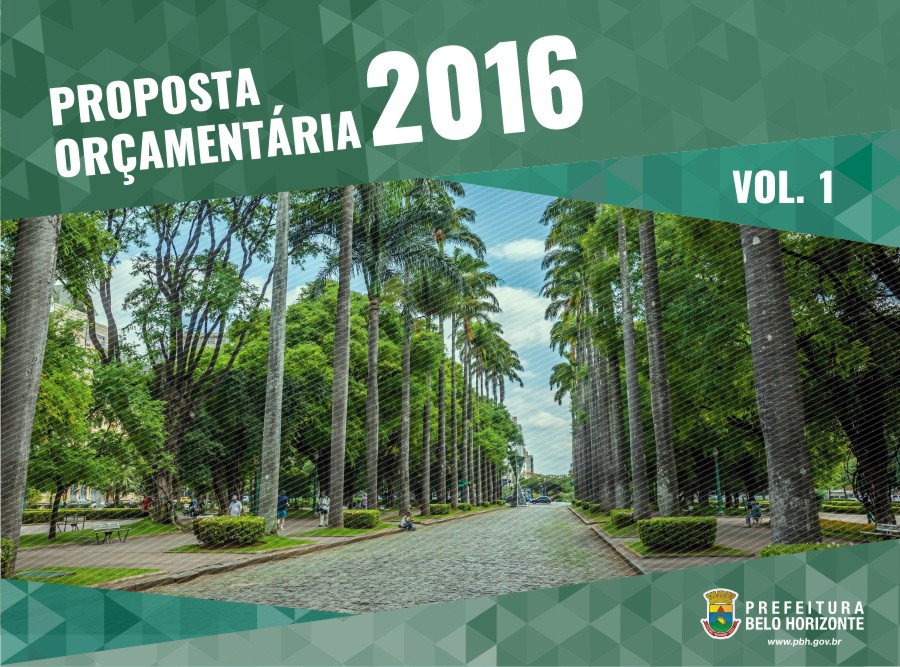 PROPOSTA
ORÇAMENTÁRIA 2016
VOL. 1
PREFEITURA
BELO HORIZONTE
www.pbh.gov.br